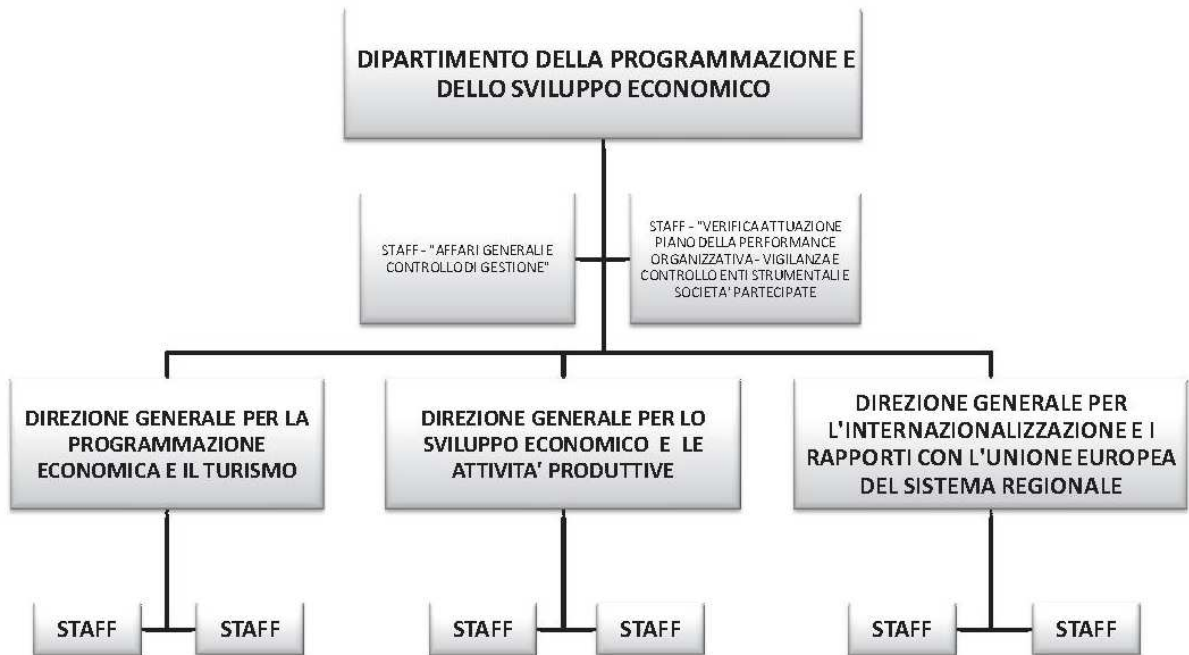 DIPARTIMENTO DELLA PROGRAMMAZIONE E
DELLO SVILUPPO ECONOMICO
STAFF - "AFFARI GENERALI E
CONTROLLO DI GESTIONE"
STAFF - "VERIFICA ATTUAZIONE
PIANO DELLA PERFORMANCE
ORGANIZZATIVA - VIGILANZA E
CONTROLLO ENTI STRUMENTALI E
SOCIETA' PARTECIPATE
DIREZIONE GENERALE PER LA
PROGRAMMAZIONE
ECONOMICA E IL TURISMO
DIREZIONE GENERALE PER LO
SVILUPPO ECONOMICO E LE
ATTIVITA' PRODUTTIVE
DIREZIONE GENERALE PER
L'INTERNAZIONALIZZAZIONE E I
RAPPORTI CON L'UNIONE EUROPEA
DEL SISTEMA REGIONALE
STAFF
STAFF
STAFF
STAFF
STAFF
STAFF